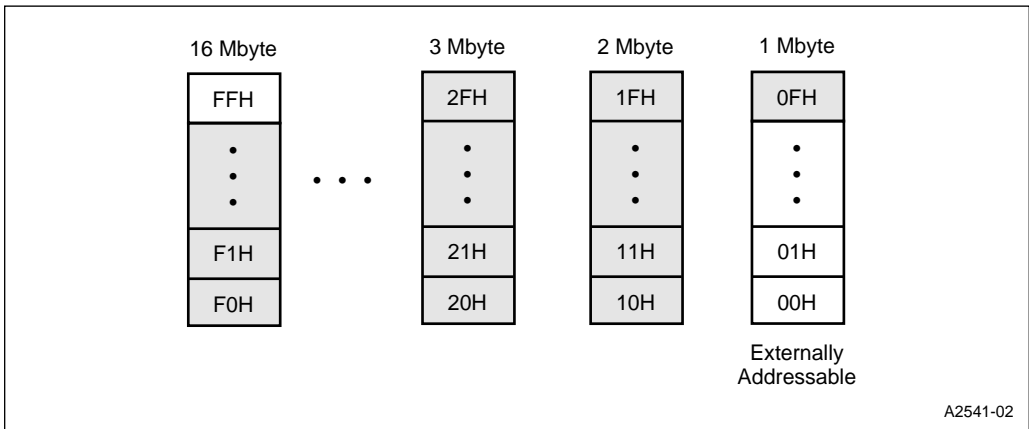 16 Mbyte 3 Mbyte 2 Mbyte 1 Mbyte
FFH 2FH 1FH 0FH
• • • •
• • • • • • •
• • • •
F1H 21H 11H 01H
F0H 20H 10H 00H
Externally
Addressable
A2541-02